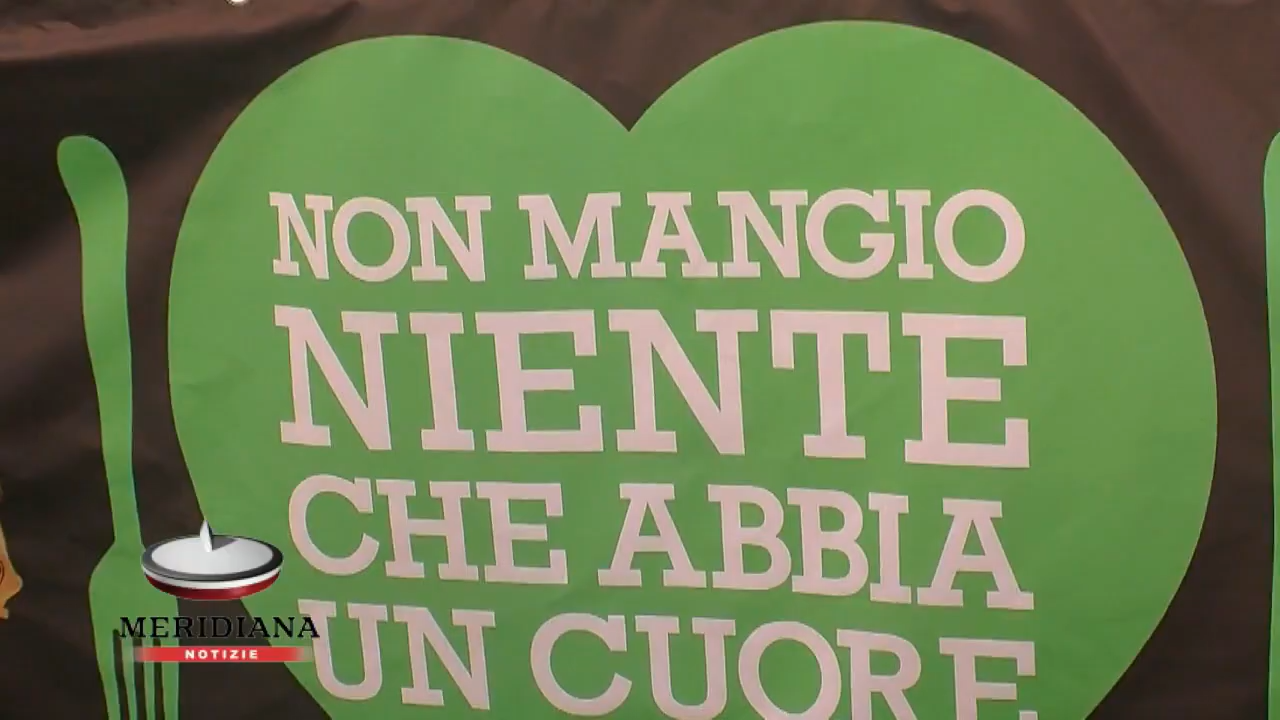 NON MANGIO
NIENTE
CHE ABBIA
UN CUORE
MERIDIANA
NOTIZIE